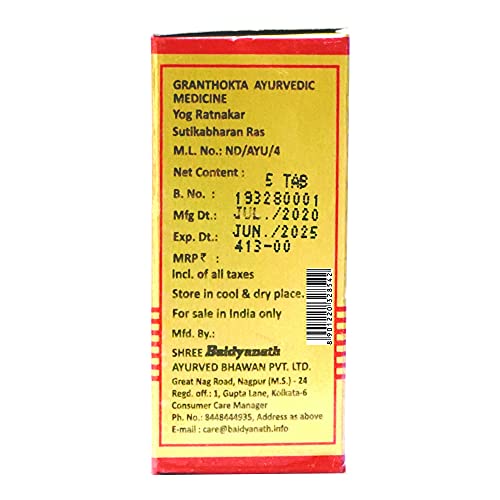 GRANTHOKTA AYURVEDIC
MEDICINE
Yog Ratnakar
Sutikabharan Ras
M.L. No.: ND/AYU/4
Net Content : 5 TAB
B. No. : 193280001
Mfg Dt.: JUL./2020
Exp. Dt.: JUN./2025
MRP₹ : 413-00
Incl. of all taxes
Store in cool & dry place.
For sale in India only
Mfd. By.:
SHREE Baidyanath
AYURVED BHAWAN PVT. LTD.
Great Nag Road, Nagpur (M.S.) - 24
Regd. off.: 1, Gupta Lane, Kolkata-6
Consumer Care Manager
Ph. No.: 8448444935, Address as above
E-mail : care@baidyanath.info
8 901220 328542